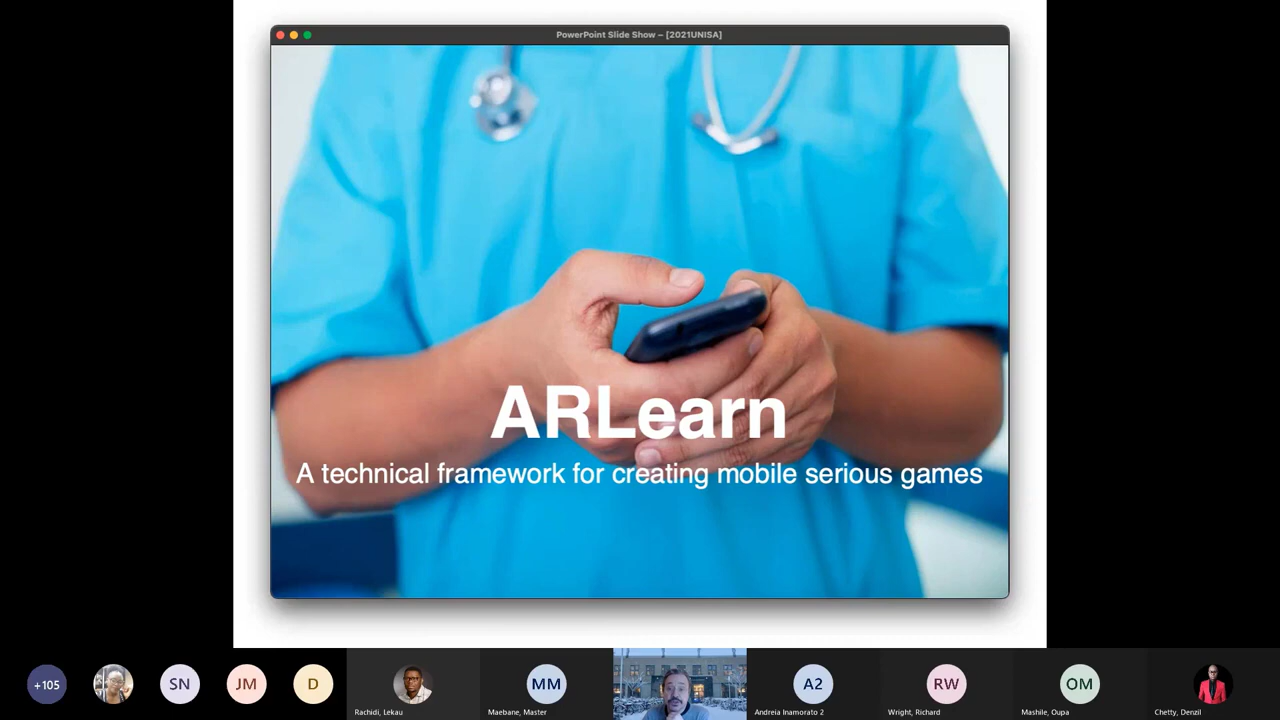 PowerPoint Slide Show – [2021UNISA]
ARLearn
A technical framework for creating mobile serious games
+105
SN
JM
D
Rachidi, Lekau
MM
Maebane, Master
A2
Andreia Inamorato 2
RW
Wright, Richard
OM
Mashile, Oupa
Chetty, Denzil